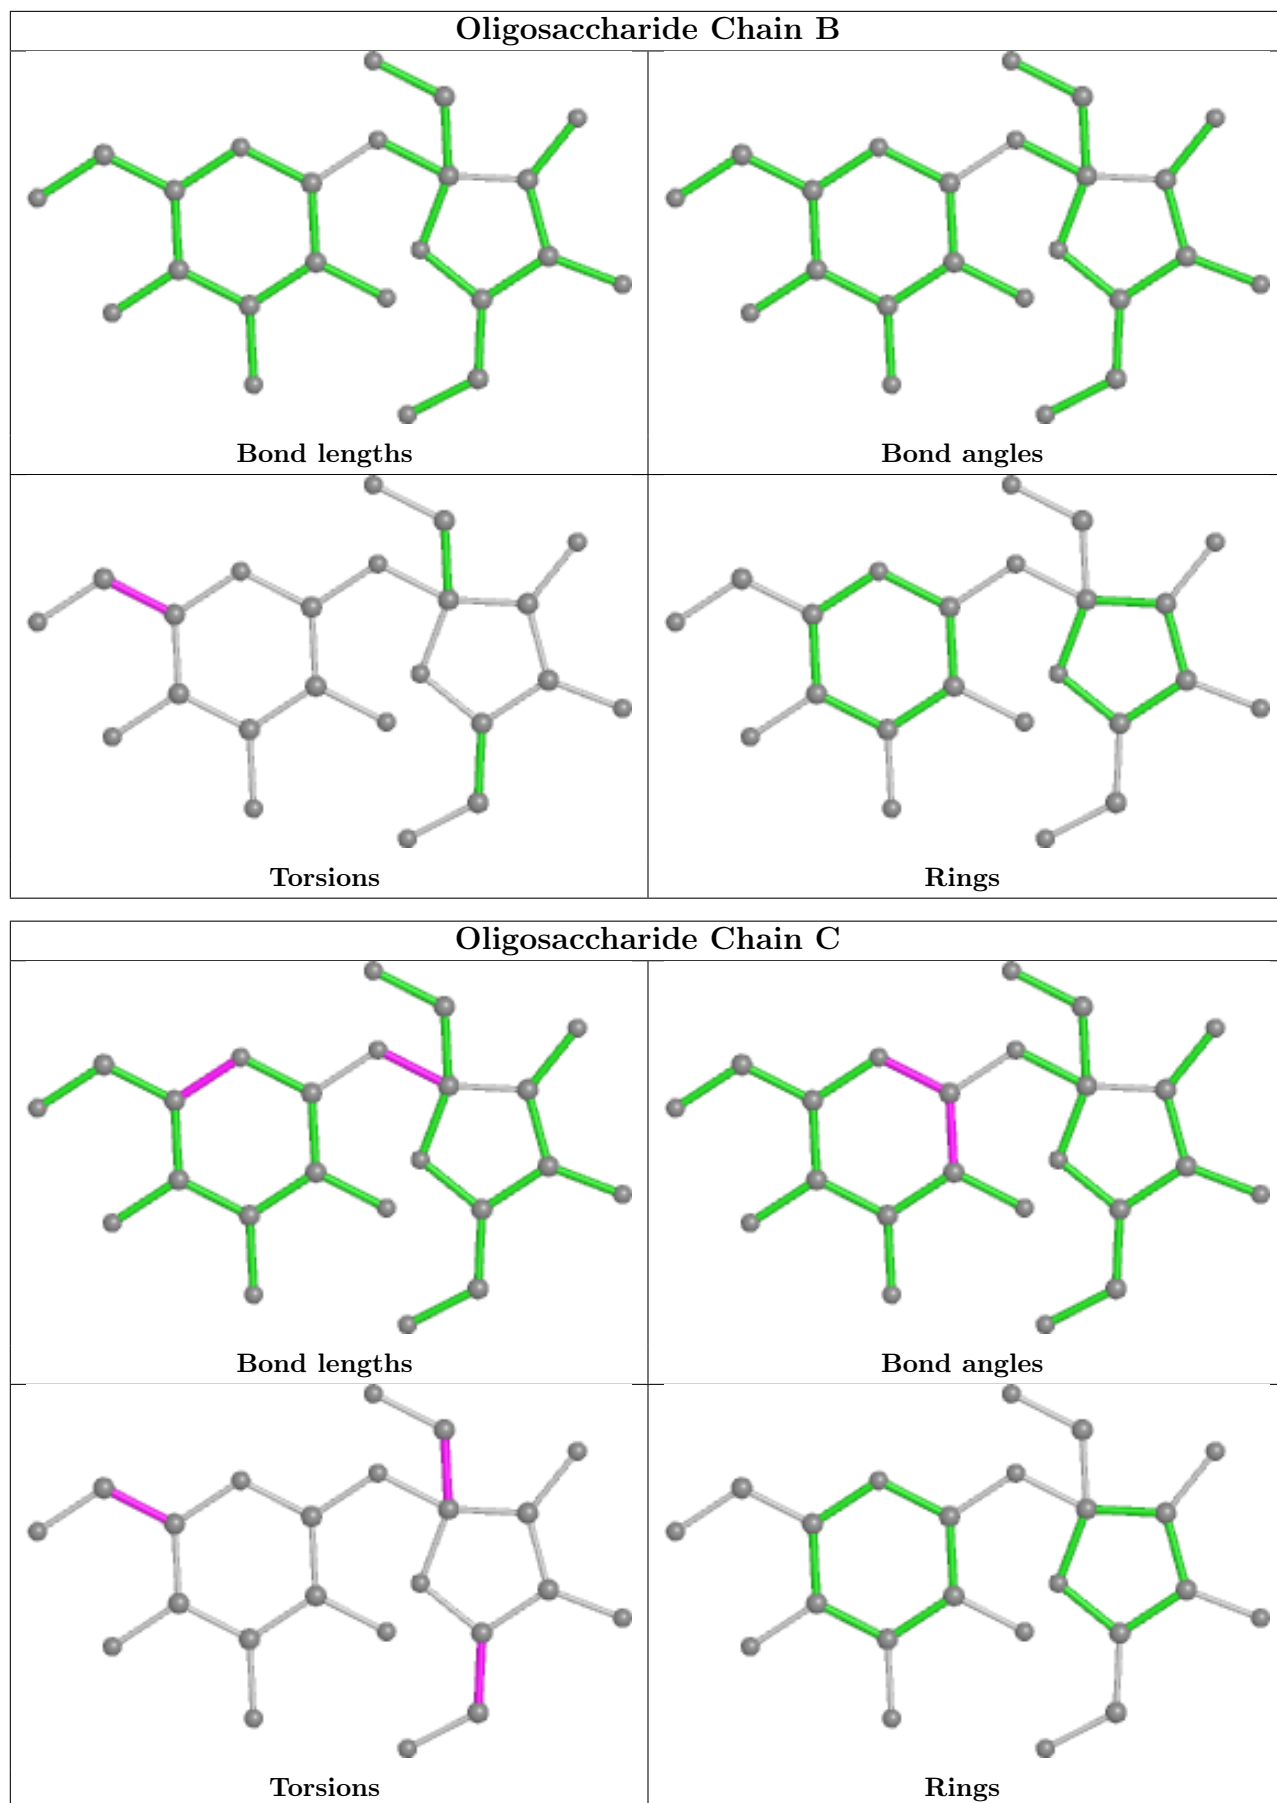 Oligosaccharide Chain B
Bond lengths
Bond angles
Torsions
Rings
Oligosaccharide Chain C
Bond lengths
Bond angles
Torsions
Rings